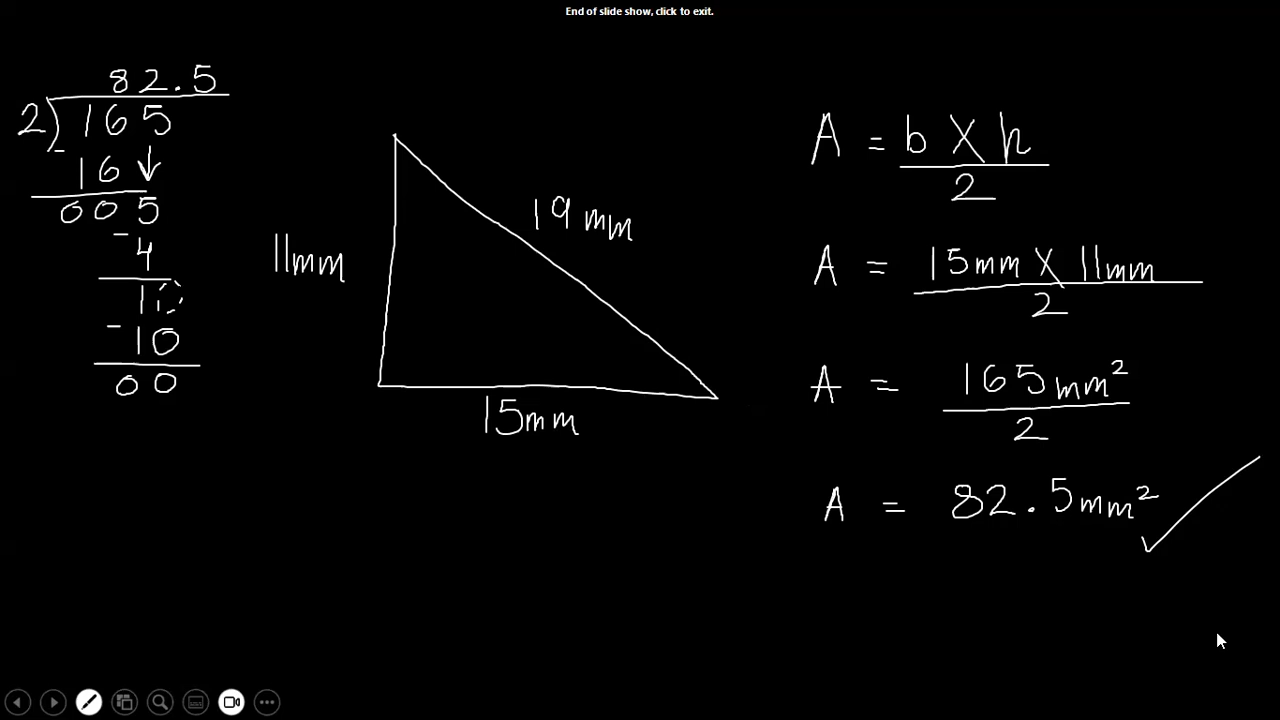 End of slide show, click to exit.
82.5
2)165
-16↓
005
-4
10
-10
00
11mm
19mm
15mm
A = b X h
2
A = 15mm X 11mm
2
A = 165mm²
2
A = 82.5mm²